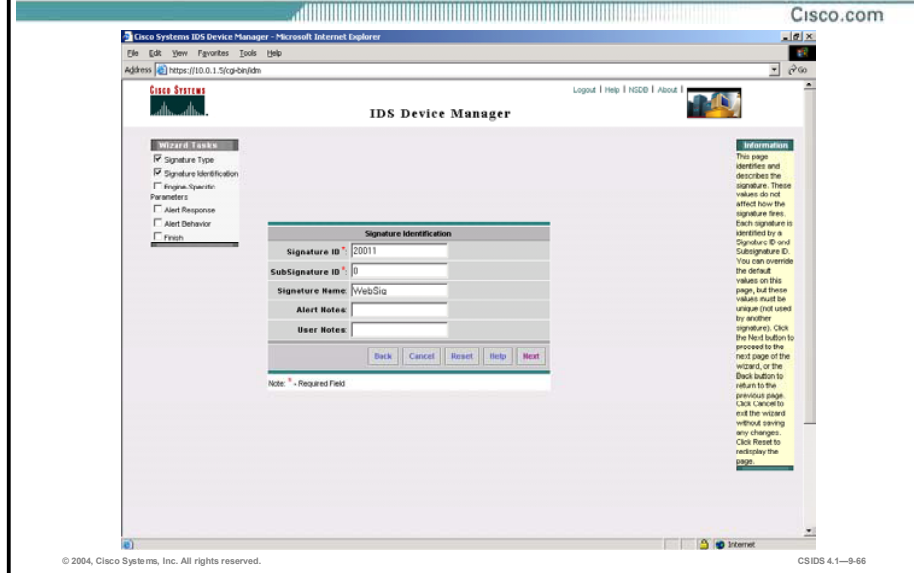 Cisco.com
Cisco Systems IDS Device Manager - Microsoft Internet Explorer
File Edit View Favorites Tools Help
Address https://10.0.1.5/cgi-bin/idm Go
CISCO SYSTEMS
Logout | Help | NSDB | About |
IDS Device Manager
Wizard Tasks
Signature Type
Signature Identification
Engine-Specific
Parameters
Alert Response
Alert Behavior
Finish
Signature Identification
Signature ID *: 20011
SubSignature ID *: 0
Signature Name: WebSig
Alert Notes:
User Notes:
Back Cancel Reset Help Next
Note: * - Required Field
Information
This page
identifies and
describes the
signature. These
values do not
affect how the
signature fires.
Each signature is
identified by a
Signature ID and
Subsignature ID.
You can override
the default
values on this
page, but these
values must be
unique (not used
by another
signature). Click
the Next button to
proceed to the
next page of the
wizard, or the
Back button to
return to the
previous page.
Click Cancel to
exit the wizard
without saving
any changes.
Click Reset to
redisplay the
page.
Internet
© 2004, Cisco Systems, Inc. All rights reserved.
CSIDS 4.1—9-66